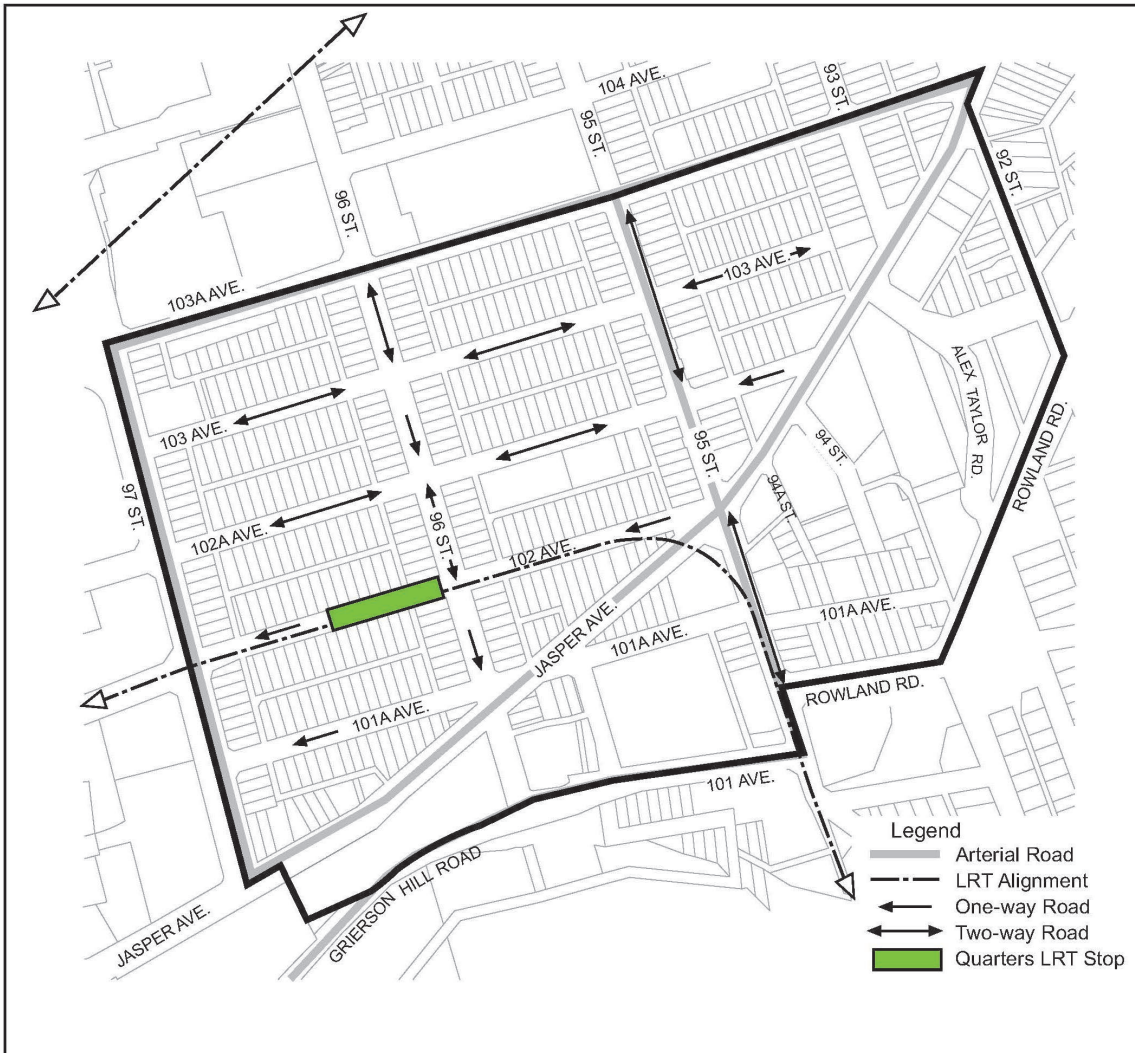 104 AVE.
93 ST.
95 ST.
92 ST.
96 ST.
103A AVE.
103 AVE.
ALEX TAYLOR RD.
ROWLAND RD.
103 AVE.
95 ST.
94 ST.
94A ST.
97 ST.
102A AVE.
96 ST.
102 AVE.
101A AVE.
JASPER AVE.
101A AVE.
ROWLAND RD.
101A AVE.
101 AVE.
GRIERSON HILL ROAD
JASPER AVE.
Legend
Arterial Road
LRT Alignment
One-way Road
Two-way Road
Quarters LRT Stop